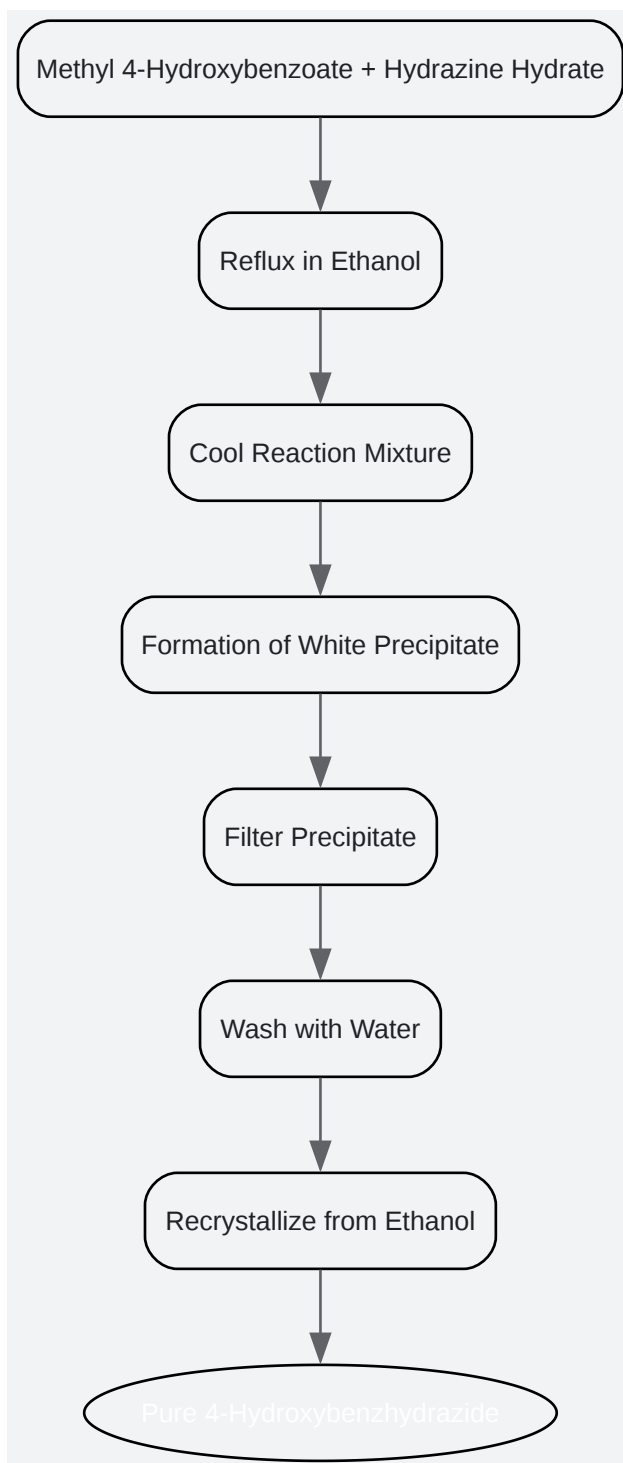 Methyl 4-Hydroxybenzoate + Hydrazine Hydrate
Reflux in Ethanol
Cool Reaction Mixture
Formation of White Precipitate
Filter Precipitate
Wash with Water
Recrystallize from Ethanol
Pure 4-Hydroxybenzhydrazide